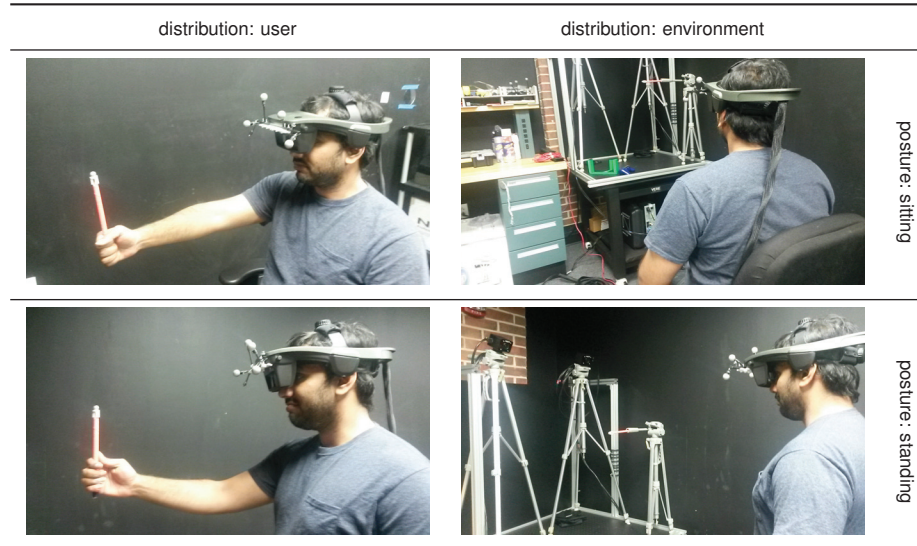 distribution: user
distribution: environment
posture: sitting
posture: standing